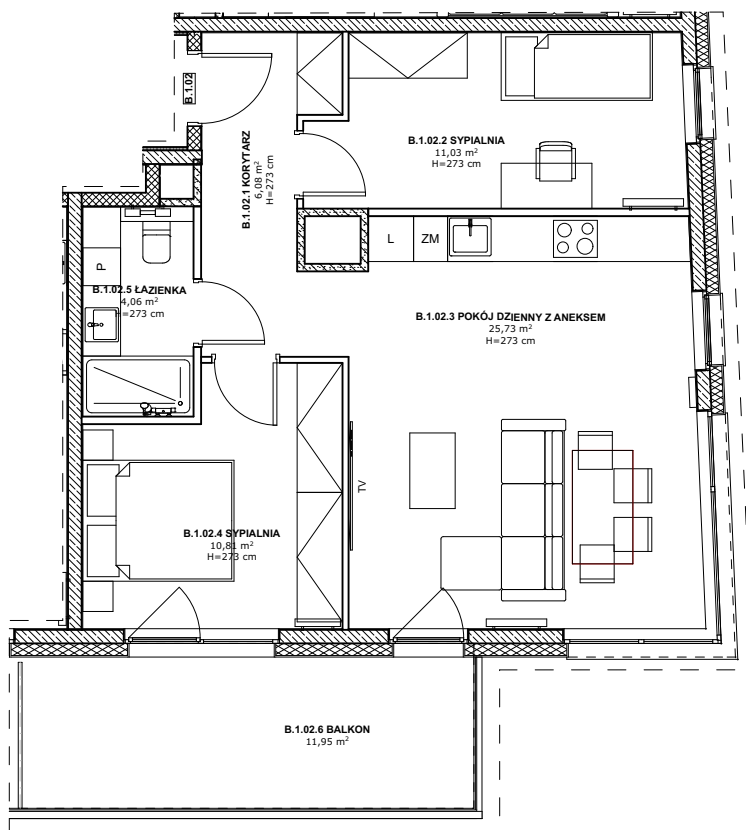 B.1.02
B.1.02.1 KORYTARZ
6,08 m²
H=273 cm
B.1.02.2 SYPIALNIA
11,03 m²
H=273 cm
L
ZM
P
B.1.02.5 ŁAZIENKA
4,06 m²
H=273 cm
B.1.02.3 POKÓJ DZIENNY Z ANEKSEM
25,73 m²
H=273 cm
TV
B.1.02.4 SYPIALNIA
10,81 m²
H=273 cm
B.1.02.6 BALKON
11,95 m²